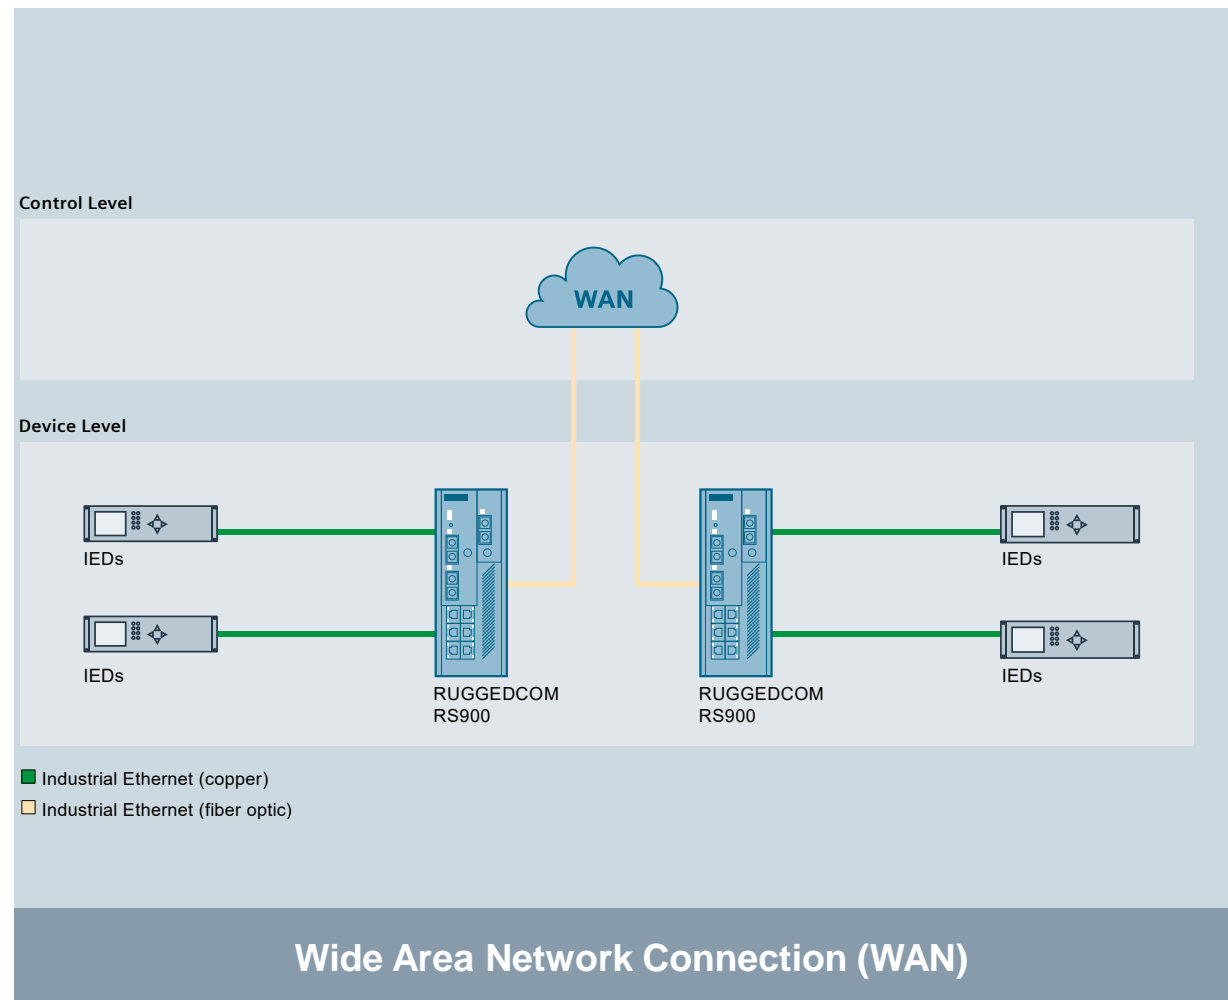 Control Level
WAN
Device Level
IEDs
IEDs
IEDs
IEDs
RUGGEDCOM
RS900
RUGGEDCOM
RS900
Industrial Ethernet (copper)
Industrial Ethernet (fiber optic)
Wide Area Network Connection (WAN)